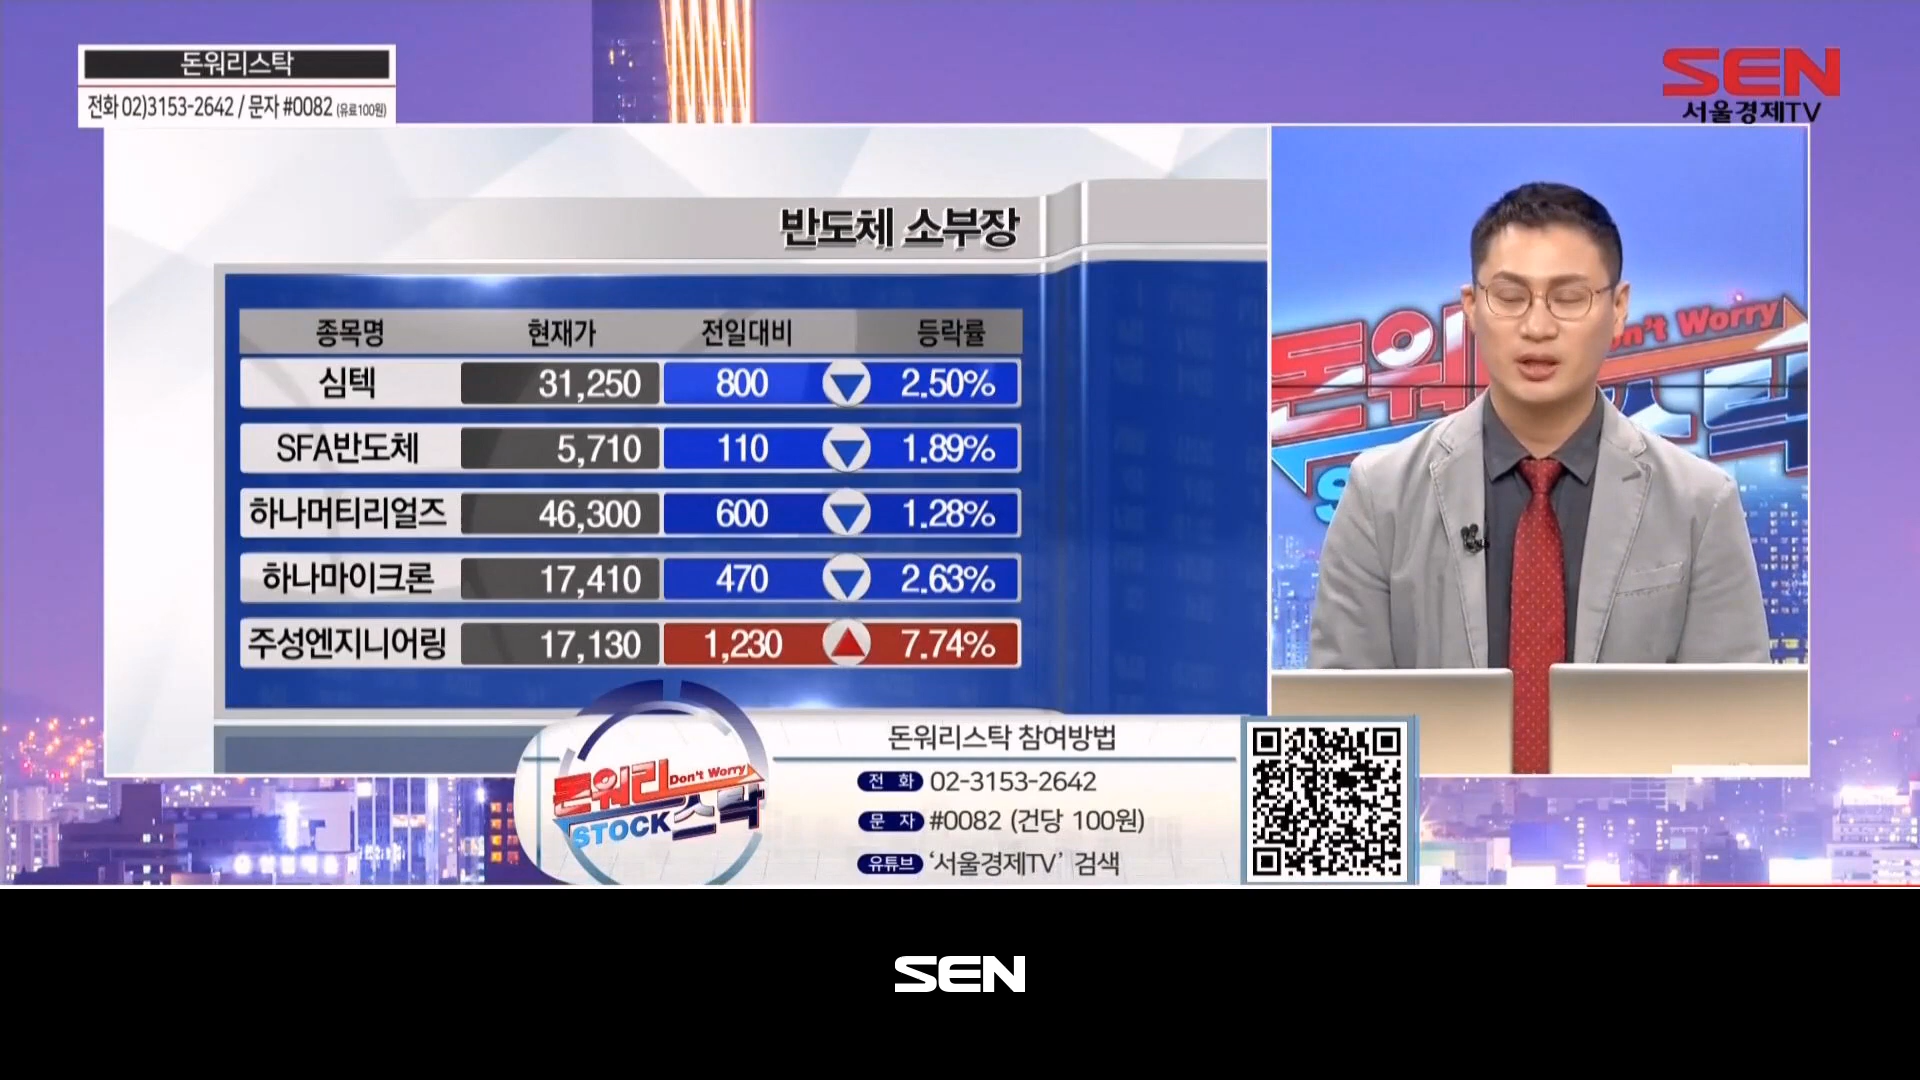 돈워리스탁
전화 02)3153-2642 / 문자 #0082 (유료100원)
SEN
서울경제TV
반도체 소부장
종목명 현재가 전일대비 등락률
심텍 31,250 800 ▼ 2.50%
SFA반도체 5,710 110 ▼ 1.89%
하나머티리얼즈 46,300 600 ▼ 1.28%
하나마이크론 17,410 470 ▼ 2.63%
주성엔지니어링 17,130 1,230 ▲ 7.74%
돈워리스탁 참여방법
전 화 02-3153-2642
문 자 #0082 (건당 100원)
유튜브 '서울경제TV' 검색
돈워리 Don't Worry
STOCK 스탁
SEN